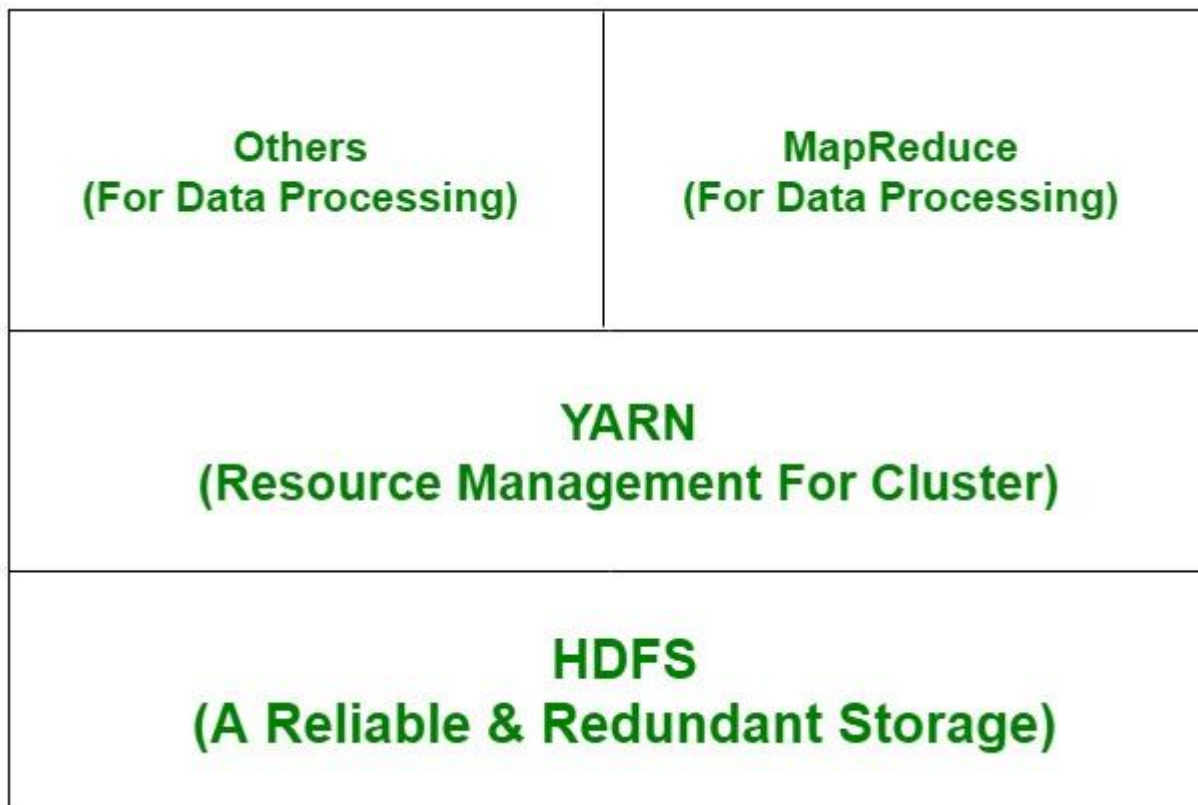 Others
(For Data Processing)
MapReduce
(For Data Processing)
YARN
(Resource Management For Cluster)
HDFS
(A Reliable & Redundant Storage)